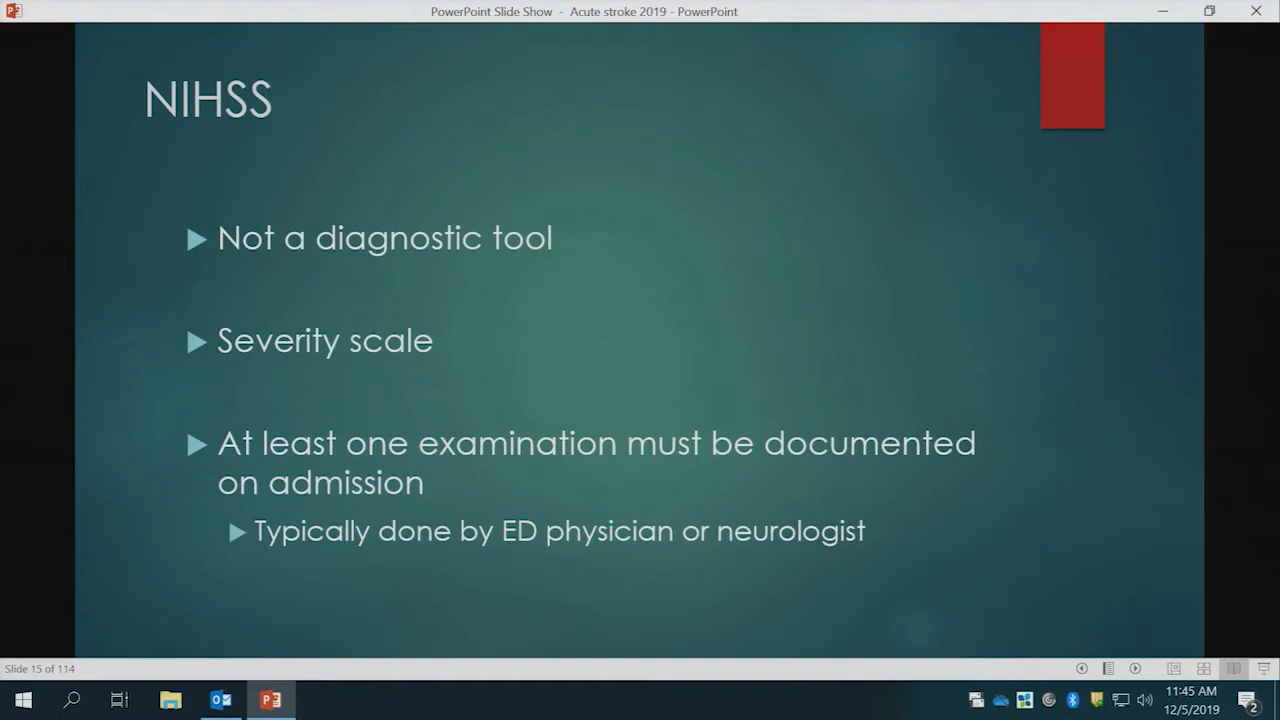 PowerPoint Slide Show - Acute stroke 2019 - PowerPoint
NIHSS
Not a diagnostic tool
Severity scale
At least one examination must be documented
on admission
Typically done by ED physician or neurologist
Slide 15 of 114
11:45 AM
12/5/2019
2